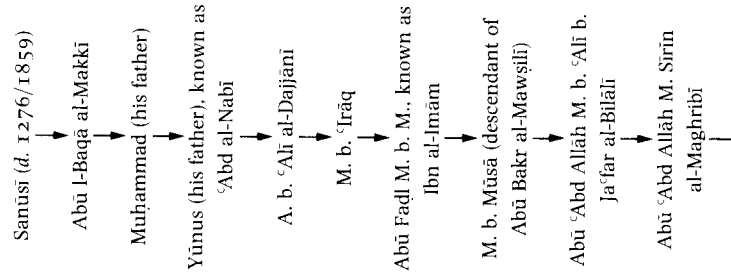 Sanūsī (d. 1276/1859)
Abū l-Baqā al-Makkī
Muḥammad (his father)
Yūnus (his father), known as
ʿAbd al-Nabī
A. b. ʿAlī al-Dajjānī
M. b. ʿIrāq
Abū Faḍl M. b. M., known as
Ibn al-Imām
M. b. Mūsā (descendant of
Abū Bakr al-Mawṣilī)
Abū ʿAbd Allāh M. b. ʿAlī b.
Jaʿfar al-Bilālī
Abū ʿAbd Allāh M. Sīrīn
al-Maghribī